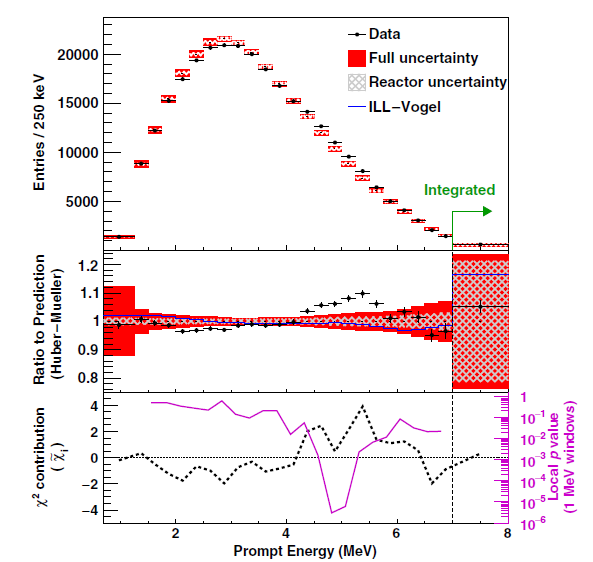 Entries / 250 keV
20000
15000
10000
5000
Data
Full uncertainty
Reactor uncertainty
ILL−Vogel
Integrated
Ratio to Prediction
(Huber−Mueller)
1.2
1.1
1
0.9
0.8
χ² contribution
( χ̃ᵢ )
4
2
0
−2
−4
1
10⁻¹
10⁻²
10⁻³
10⁻⁴
10⁻⁵
10⁻⁶
Local p value
(1 MeV windows)
2 4 6 8
Prompt Energy (MeV)